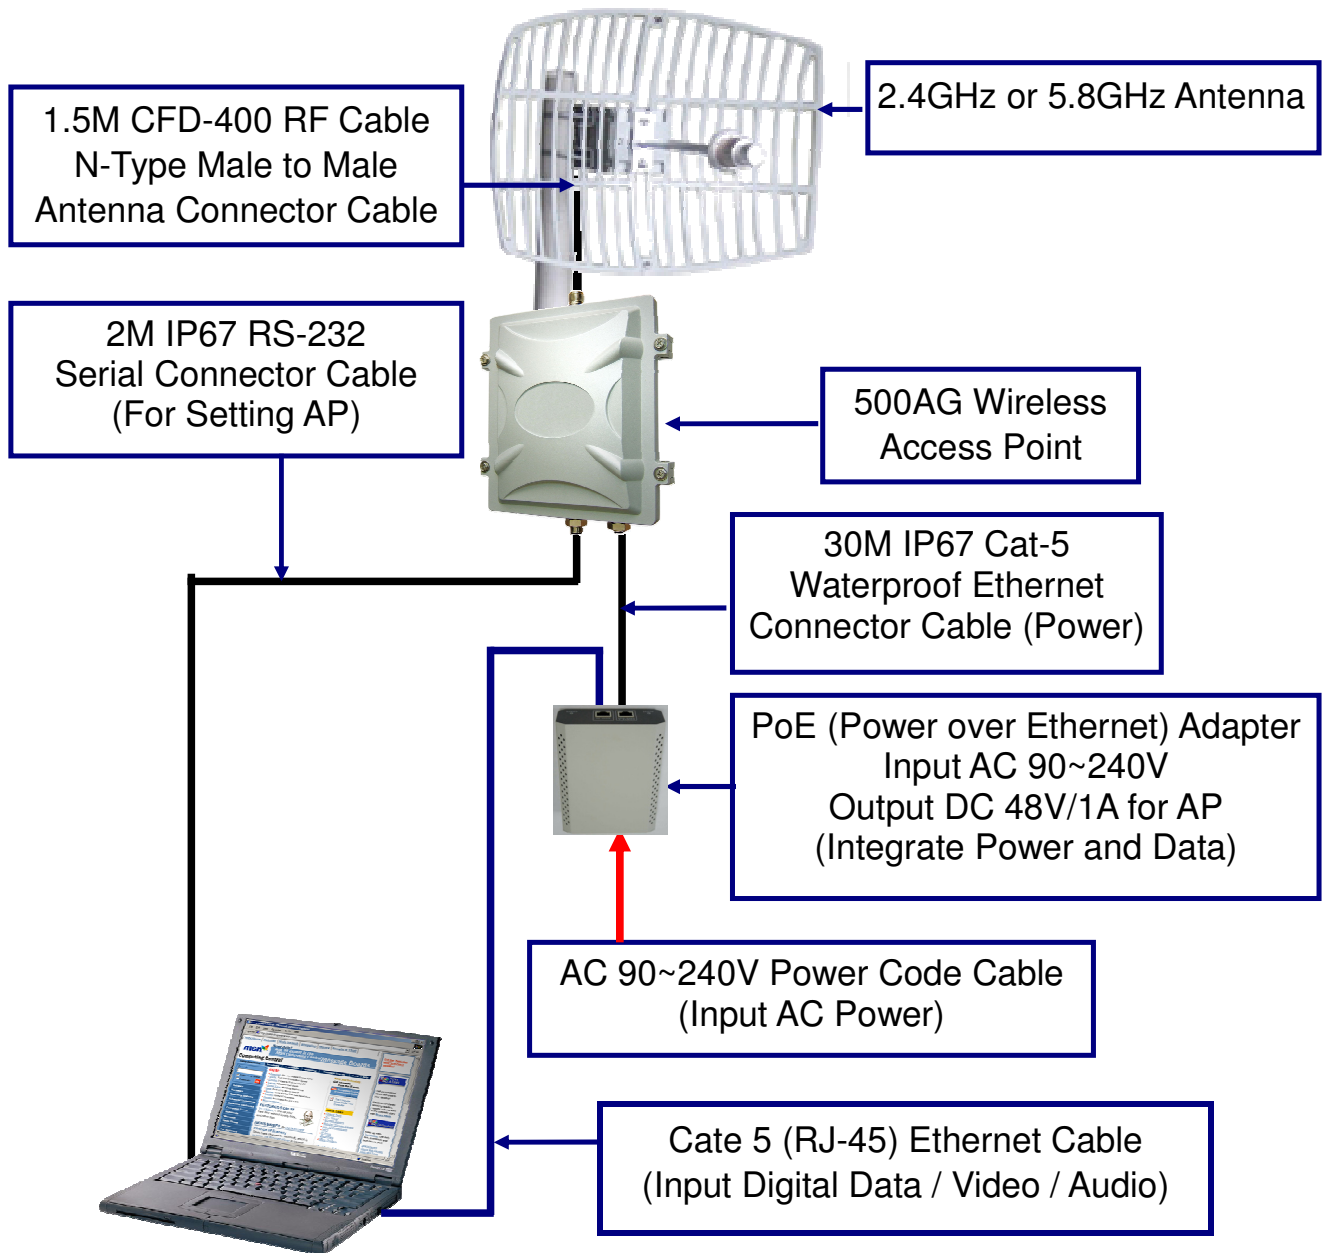 2.4GHz or 5.8GHz Antenna
1.5M CFD-400 RF Cable
N-Type Male to Male
Antenna Connector Cable
2M IP67 RS-232
Serial Connector Cable
(For Setting AP)
500AG Wireless
Access Point
30M IP67 Cat-5
Waterproof Ethernet
Connector Cable (Power)
PoE (Power over Ethernet) Adapter
Input AC 90~240V
Output DC 48V/1A for AP
(Integrate Power and Data)
AC 90~240V Power Code Cable
(Input AC Power)
msn
Cate 5 (RJ-45) Ethernet Cable
(Input Digital Data / Video / Audio)